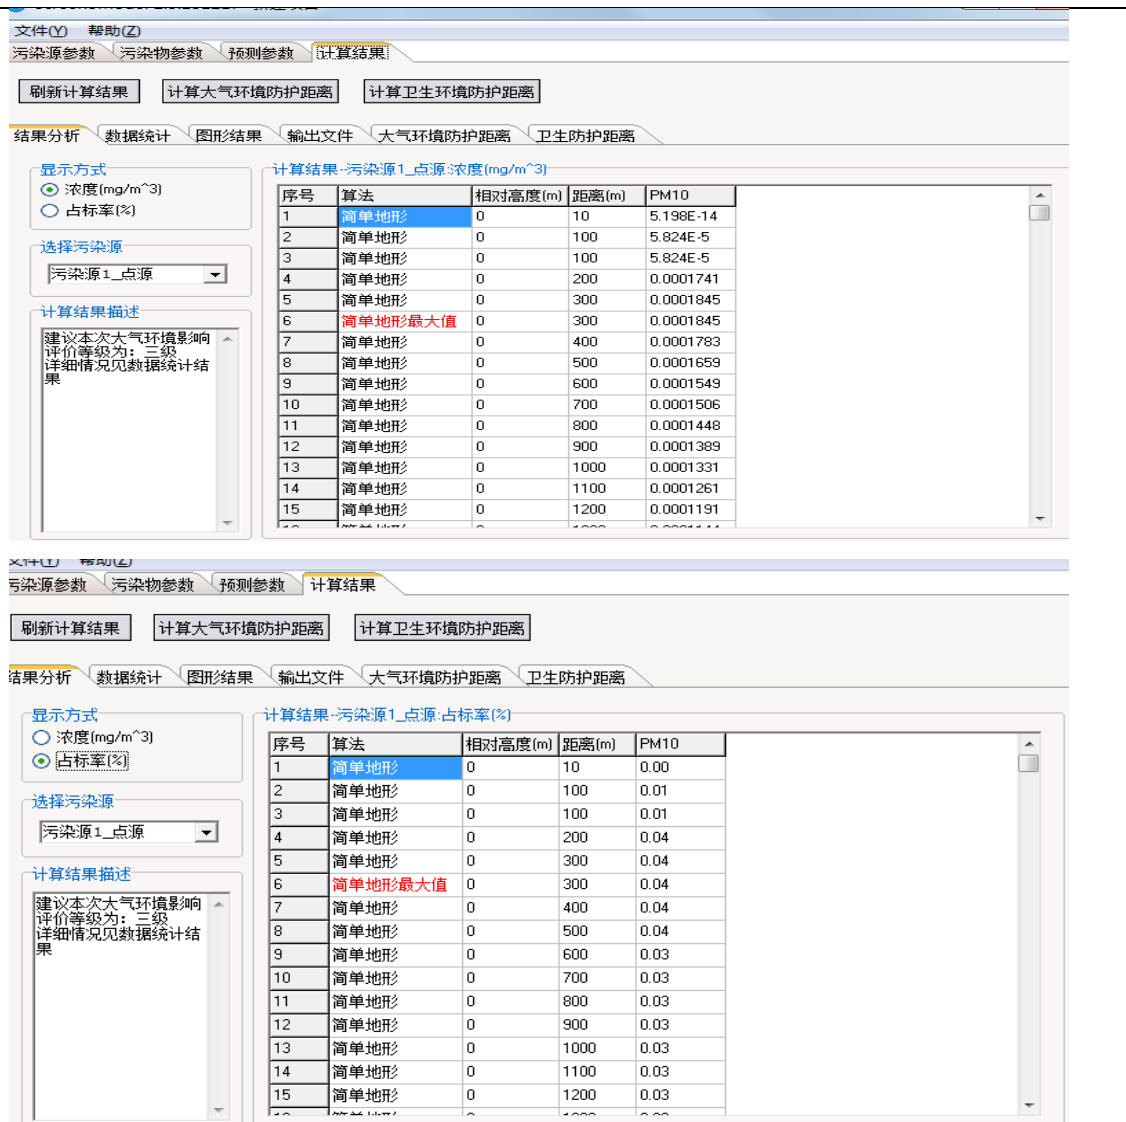 文件(Y) 帮助(Z)
污染源参数 污染物参数 预测参数 计算结果
刷新计算结果 计算大气环境防护距离 计算卫生环境防护距离
结果分析 数据统计 图形结果 输出文件 大气环境防护距离 卫生防护距离
显示方式
浓度(mg/m^3)
占标率(%)
选择污染源
污染源1_点源
计算结果描述
建议本次大气环境影响
评价等级为：三级
详细情况见数据统计结
果
计算结果-污染源1_点源:浓度(mg/m^3)
序号 算法 相对高度(m) 距离(m) PM10
1 简单地形 0 10 5.198E-14
2 简单地形 0 100 5.824E-5
3 简单地形 0 100 5.824E-5
4 简单地形 0 200 0.0001741
5 简单地形 0 300 0.0001845
6 简单地形最大值 0 300 0.0001845
7 简单地形 0 400 0.0001783
8 简单地形 0 500 0.0001659
9 简单地形 0 600 0.0001549
10 简单地形 0 700 0.0001506
11 简单地形 0 800 0.0001448
12 简单地形 0 900 0.0001389
13 简单地形 0 1000 0.0001331
14 简单地形 0 1100 0.0001261
15 简单地形 0 1200 0.0001191
文件(Y) 帮助(Z)
污染源参数 污染物参数 预测参数 计算结果
刷新计算结果 计算大气环境防护距离 计算卫生环境防护距离
结果分析 数据统计 图形结果 输出文件 大气环境防护距离 卫生防护距离
显示方式
浓度(mg/m^3)
占标率(%)
选择污染源
污染源1_点源
计算结果描述
建议本次大气环境影响
评价等级为：三级
详细情况见数据统计结
果
计算结果-污染源1_点源:占标率(%)
序号 算法 相对高度(m) 距离(m) PM10
1 简单地形 0 10 0.00
2 简单地形 0 100 0.01
3 简单地形 0 100 0.01
4 简单地形 0 200 0.04
5 简单地形 0 300 0.04
6 简单地形最大值 0 300 0.04
7 简单地形 0 400 0.04
8 简单地形 0 500 0.04
9 简单地形 0 600 0.03
10 简单地形 0 700 0.03
11 简单地形 0 800 0.03
12 简单地形 0 900 0.03
13 简单地形 0 1000 0.03
14 简单地形 0 1100 0.03
15 简单地形 0 1200 0.03